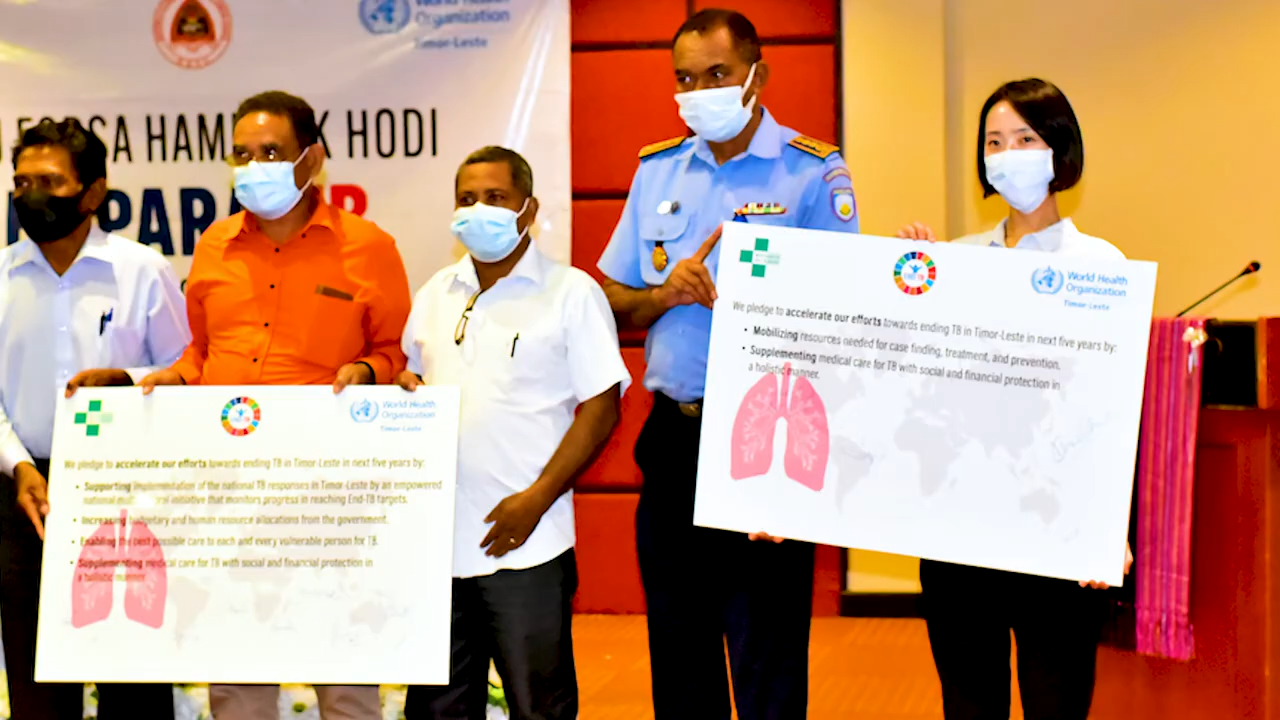 World Health
Organization
Timor-Leste
HODI
PARA
World Health
Organization
Timor-Leste
We pledge to accelerate our efforts towards ending TB in Timor-Leste in next five years by:
• Supporting implementation of the national TB responses in Timor-Leste by an empowered
national initiative that monitors progress in reaching End-TB targets.
• Increasing budgetary and human resource allocations from the government.
• Enabling the best possible care to each and every vulnerable person for TB.
• Supplementing medical care for TB with social and financial protection in
a holistic manner.
END TB
World Health
Organization
Timor-Leste
We pledge to accelerate our efforts towards ending TB in Timor-Leste in next five years by:
• Mobilizing resources needed for case finding, treatment, and prevention.
• Supplementing medical care for TB with social and financial protection in
a holistic manner.